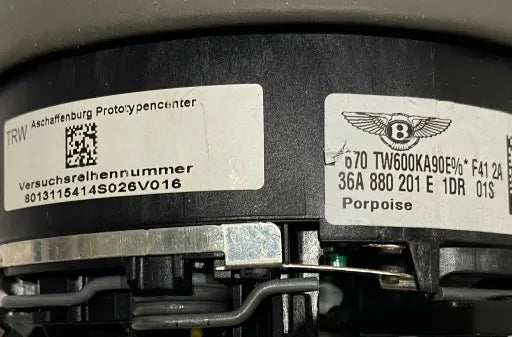 TRW
Aschaffenburg Prototypencenter
Versuchsreihennummer
8013115414S026V016
B
670 TW600KA90E%* F41 2A
36A 880 201 E 1DR 01S
Porpoise